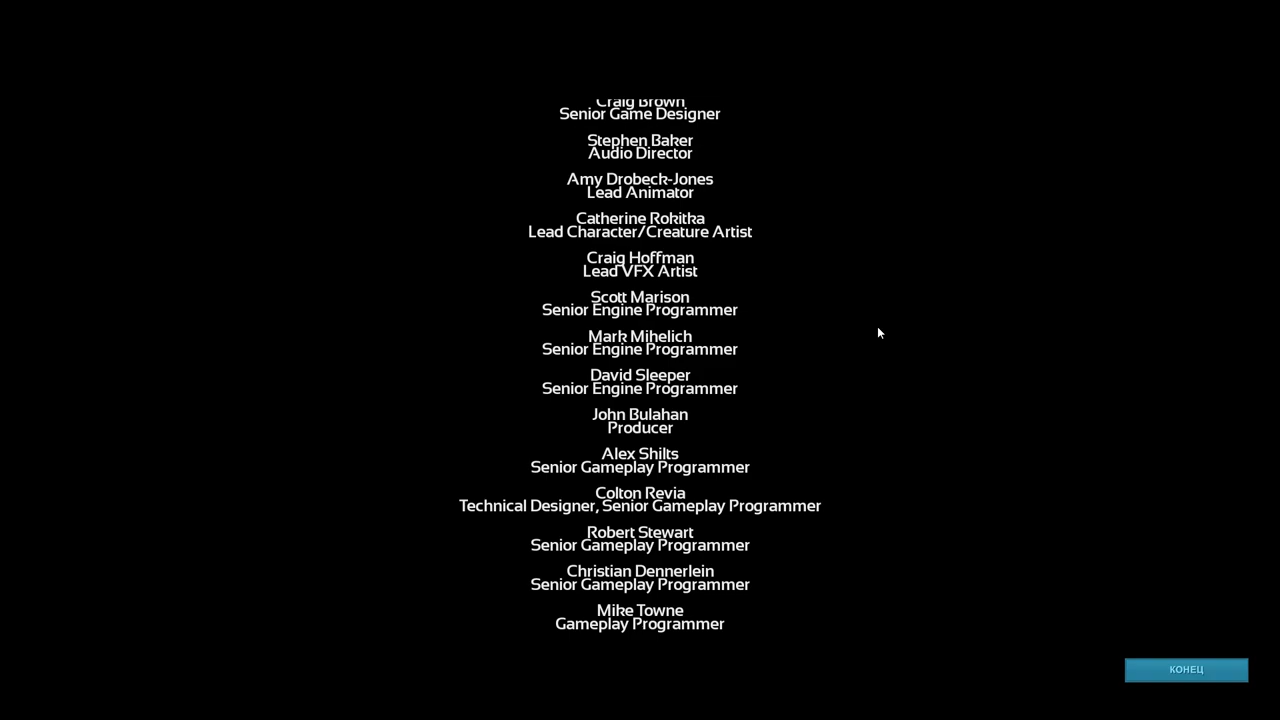 Craig Brown
Senior Game Designer
Stephen Baker
Audio Director
Amy Drobeck-Jones
Lead Animator
Catherine Rokitka
Lead Character/Creature Artist
Craig Hoffman
Lead VFX Artist
Scott Marison
Senior Engine Programmer
Mark Mihelich
Senior Engine Programmer
David Sleeper
Senior Engine Programmer
John Bulahan
Producer
Alex Shilts
Senior Gameplay Programmer
Colton Revia
Technical Designer, Senior Gameplay Programmer
Robert Stewart
Senior Gameplay Programmer
Christian Dennerlein
Senior Gameplay Programmer
Mike Towne
Gameplay Programmer
КОНЕЦ